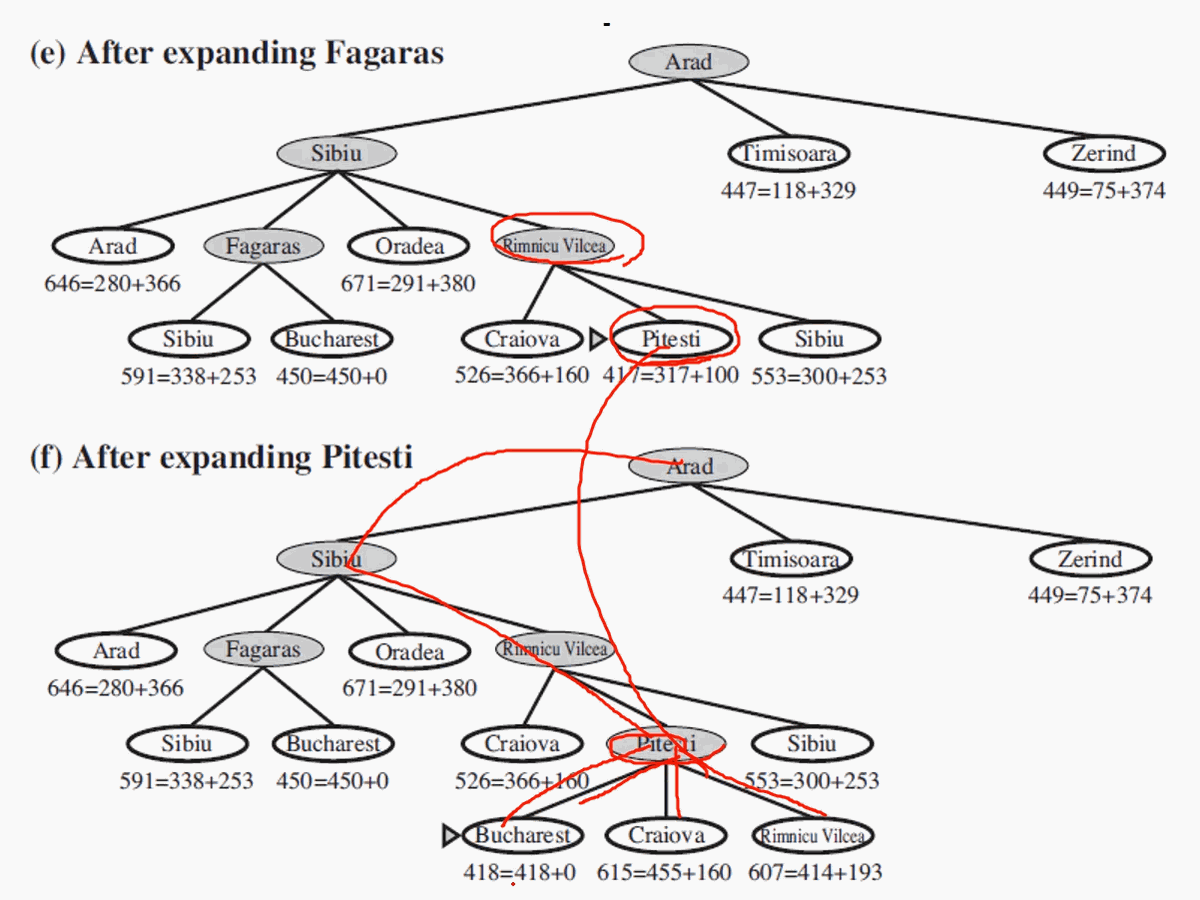 (e) After expanding Fagaras
Arad
Sibiu Timisoara Zerind
447=118+329 449=75+374
Arad Fagaras Oradea Rimnicu Vilcea
646=280+366 671=291+380
Sibiu Bucharest Craiova Pitesti Sibiu
591=338+253 450=450+0 526=366+160 417=317+100 553=300+253
(f) After expanding Pitesti
Arad
Sibiu Timisoara Zerind
447=118+329 449=75+374
Arad Fagaras Oradea Rimnicu Vilcea
646=280+366 671=291+380
Sibiu Bucharest Craiova Pitesti Sibiu
591=338+253 450=450+0 526=366+160 553=300+253
Bucharest Craiova Rimnicu Vilcea
418=418+0 615=455+160 607=414+193